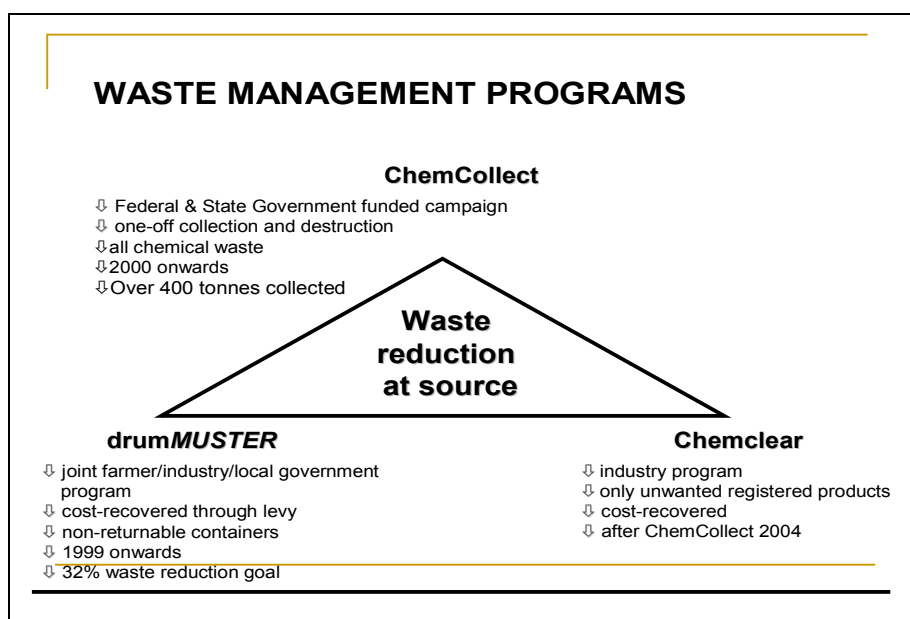 WASTE MANAGEMENT PROGRAMS
ChemCollect
⇩ Federal & State Government funded campaign
⇩ one-off collection and destruction
⇩all chemical waste
⇩2000 onwards
⇩Over 400 tonnes collected
Waste
reduction
at source
drumMUSTER
⇩ joint farmer/industry/local government
program
⇩ cost-recovered through levy
⇩ non-returnable containers
⇩ 1999 onwards
⇩ 32% waste reduction goal
Chemclear
⇩ industry program
⇩ only unwanted registered products
⇩ cost-recovered
⇩ after ChemCollect 2004